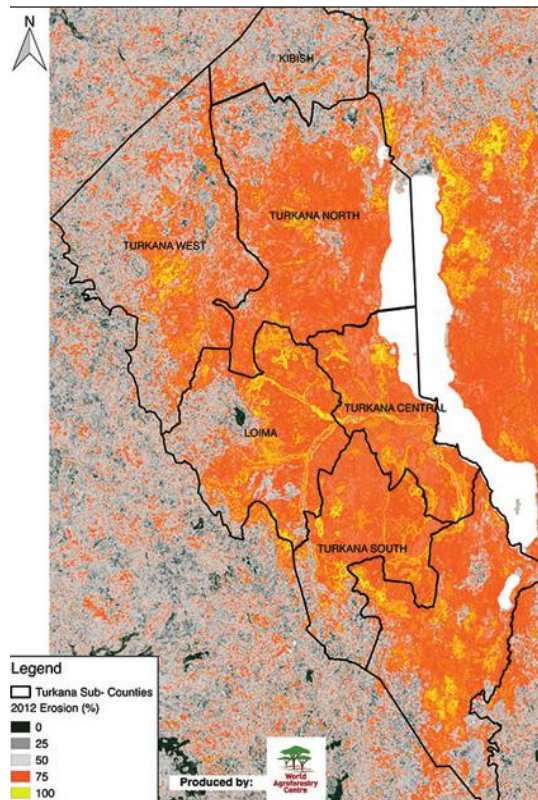 N
KIBISH
TURKANA NORTH
TURKANA WEST
TURKANA CENTRAL
LOIMA
TURKANA SOUTH
Legend
Turkana Sub- Counties
2012 Erosion (%)
0
25
50
75
100
Produced by:
World
Agroforestry
Centre